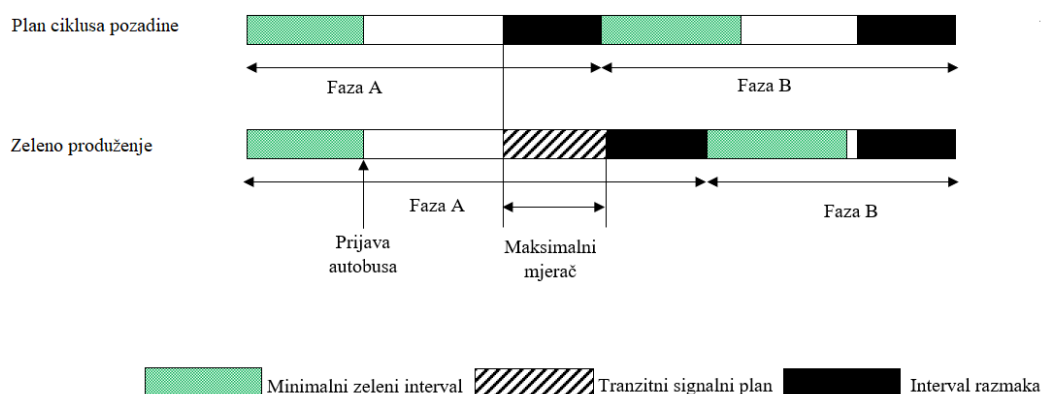 Plan ciklusa pozadine
Faza A
Faza B
Zeleno produženje
Faza A
Faza B
Prijava
autobusa
Maksimalni
mjerač
Minimalni zeleni interval
Tranzitni signalni plan
Interval razmaka